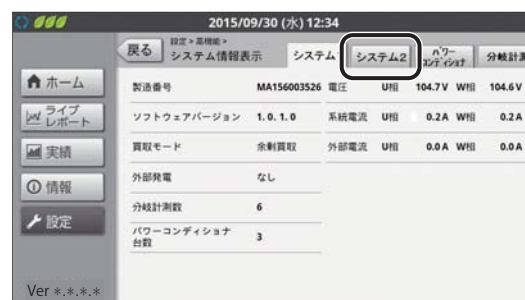 2015/09/30 (水) 12:34
戻る
設定 > 高機能 >
システム情報表示
システム1
システム2
パワーコンディショナ
分岐計測
ホーム
ライブレポート
実績
情報
設定
Ver *.*.*.*
製造番号 MA156003526
ソフトウェアバージョン 1.0.1.0
買取モード 余剰買取
外部発電 なし
分岐計測数 6
パワーコンディショナ
台数 3
電圧 U相 104.7 V W相 104.6 V
系統電流 U相 0.2 A W相 0.2 A
外部電流 U相 0.0 A W相 0.0 A